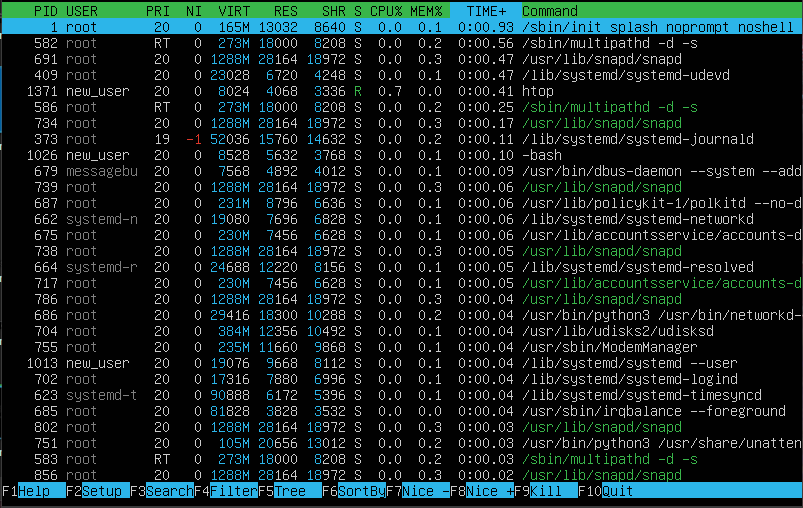 PID USER PRI NI VIRT RES SHR S CPU% MEM% TIME+ Command
1 root 20 0 165M 13032 8640 S 0.0 0.1 0:00.93 /sbin/init splash noprompt noshell
582 root RT 0 273M 18000 8208 S 0.0 0.2 0:00.56 /sbin/multipathd -d -s
691 root 20 0 1288M 28164 18972 S 0.0 0.3 0:00.47 /usr/lib/snapd/snapd
409 root 20 0 23028 6720 4248 S 0.0 0.1 0:00.47 /lib/systemd/systemd-udevd
1371 new_user 20 0 8024 4068 3336 R 0.7 0.0 0:00.41 htop
586 root RT 0 273M 18000 8208 S 0.0 0.2 0:00.25 /sbin/multipathd -d -s
734 root 20 0 1288M 28164 18972 S 0.0 0.3 0:00.17 /usr/lib/snapd/snapd
373 root 19 -1 52036 15760 14632 S 0.0 0.2 0:00.11 /lib/systemd/systemd-journald
1026 new_user 20 0 8528 5632 3768 S 0.0 0.1 0:00.10 -bash
679 messagebu 20 0 7568 4892 4012 S 0.0 0.1 0:00.09 /usr/bin/dbus-daemon --system --add
739 root 20 0 1288M 28164 18972 S 0.0 0.3 0:00.06 /usr/lib/snapd/snapd
687 root 20 0 231M 8796 6636 S 0.0 0.1 0:00.06 /usr/lib/policykit-1/polkitd --no-d
662 systemd-n 20 0 19080 7696 6828 S 0.0 0.1 0:00.06 /lib/systemd/systemd-networkd
675 root 20 0 230M 7456 6628 S 0.0 0.1 0:00.06 /usr/lib/accountsservice/accounts-d
738 root 20 0 1288M 28164 18972 S 0.0 0.3 0:00.05 /usr/lib/snapd/snapd
664 systemd-r 20 0 24688 12220 8156 S 0.0 0.1 0:00.05 /lib/systemd/systemd-resolved
717 root 20 0 230M 7456 6628 S 0.0 0.1 0:00.05 /usr/lib/accountsservice/accounts-d
786 root 20 0 1288M 28164 18972 S 0.0 0.3 0:00.04 /usr/lib/snapd/snapd
686 root 20 0 29416 18300 10288 S 0.0 0.2 0:00.04 /usr/bin/python3 /usr/bin/networkd-
704 root 20 0 384M 12356 10492 S 0.0 0.1 0:00.04 /usr/lib/udisks2/udisksd
755 root 20 0 235M 11660 9868 S 0.0 0.1 0:00.04 /usr/sbin/ModemManager
1013 new_user 20 0 19076 9668 8112 S 0.0 0.1 0:00.04 /lib/systemd/systemd --user
702 root 20 0 17316 7880 6996 S 0.0 0.1 0:00.04 /lib/systemd/systemd-logind
623 systemd-t 20 0 90888 6172 5396 S 0.0 0.1 0:00.04 /lib/systemd/systemd-timesyncd
685 root 20 0 81828 3828 3532 S 0.0 0.0 0:00.04 /usr/sbin/irqbalance --foreground
802 root 20 0 1288M 28164 18972 S 0.0 0.3 0:00.03 /usr/lib/snapd/snapd
751 root 20 0 105M 20656 13012 S 0.0 0.2 0:00.03 /usr/bin/python3 /usr/share/unatten
583 root RT 0 273M 18000 8208 S 0.0 0.2 0:00.03 /sbin/multipathd -d -s
856 root 20 0 1288M 28164 18972 S 0.0 0.3 0:00.02 /usr/lib/snapd/snapd
F1Help F2Setup F3SearchF4FilterF5Tree F6SortByF7Nice -F8Nice +F9Kill F10Quit